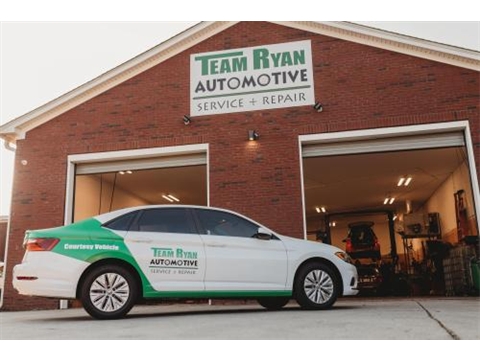 TEAM RYAN
AUTOMOTIVE
SERVICE + REPAIR
Courtesy Vehicle
TEAM RYAN
AUTOMOTIVE
SERVICE + REPAIR